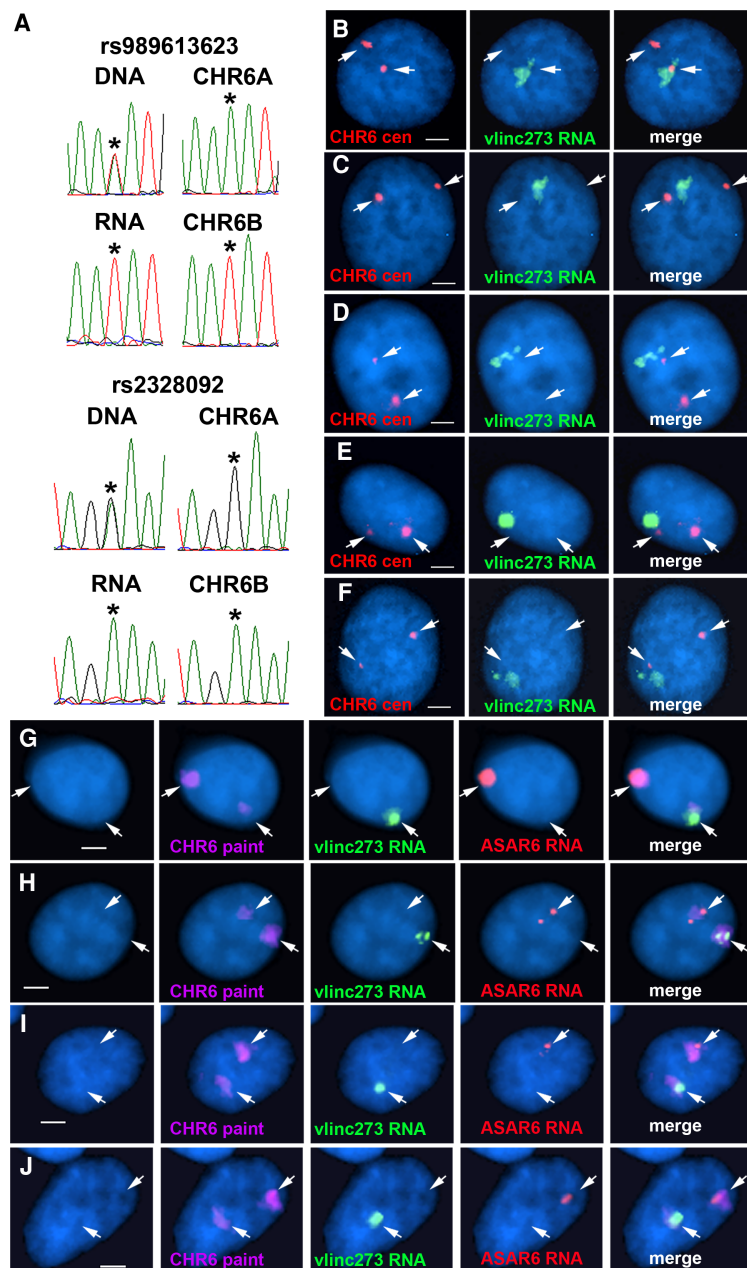 A
rs989613623
DNA CHR6A
* *
RNA CHR6B
* *
rs2328092
DNA CHR6A
* *
RNA CHR6B
* *
B
CHR6 cen vlinc273 RNA merge
C
CHR6 cen vlinc273 RNA merge
D
CHR6 cen vlinc273 RNA merge
E
CHR6 cen vlinc273 RNA merge
F
CHR6 cen vlinc273 RNA merge
G
CHR6 paint vlinc273 RNA ASAR6 RNA merge
H
CHR6 paint vlinc273 RNA ASAR6 RNA merge
I
CHR6 paint vlinc273 RNA ASAR6 RNA merge
J
CHR6 paint vlinc273 RNA ASAR6 RNA merge